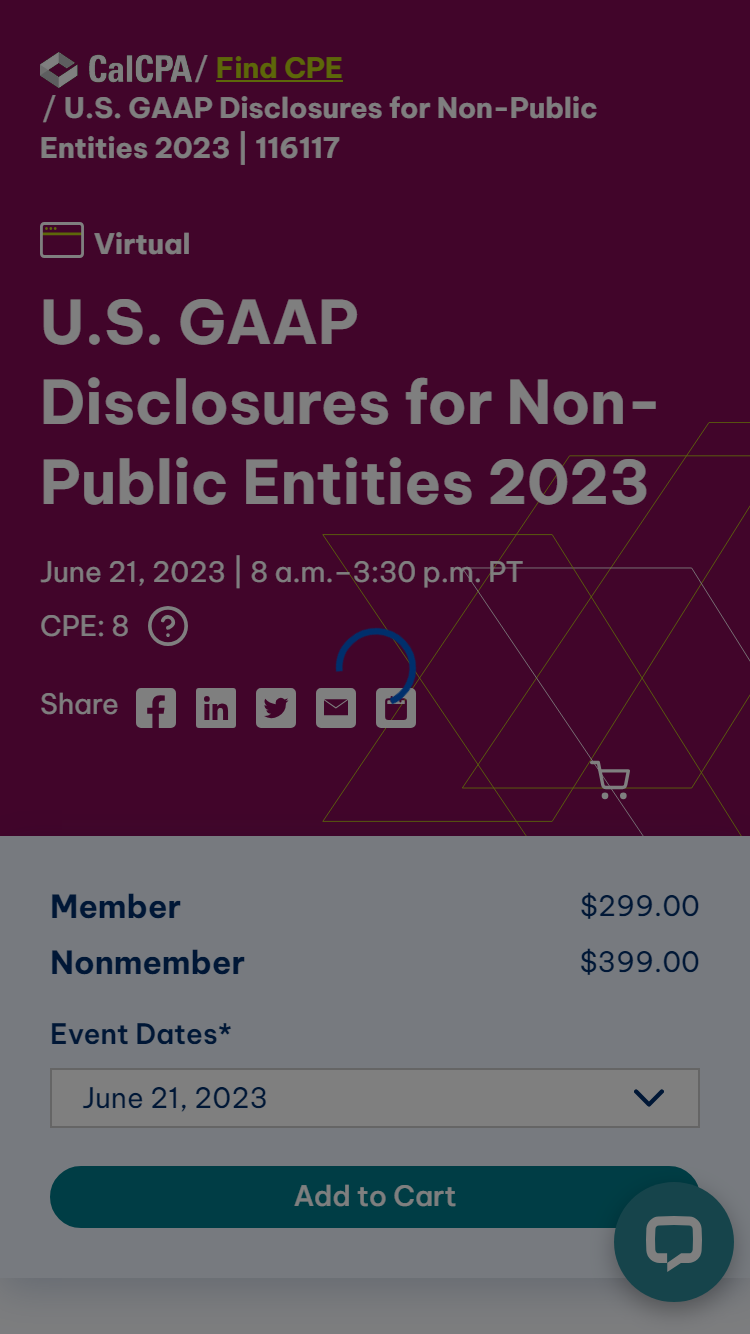 CalCPA / Find CPE
/ U.S. GAAP Disclosures for Non-Public
Entities 2023 | 116117
Virtual
U.S. GAAP
Disclosures for Non-
Public Entities 2023
June 21, 2023 | 8 a.m.–3:30 p.m. PT
CPE: 8 ?
Share f in
Member $299.00
Nonmember $399.00
Event Dates*
June 21, 2023
Add to Cart